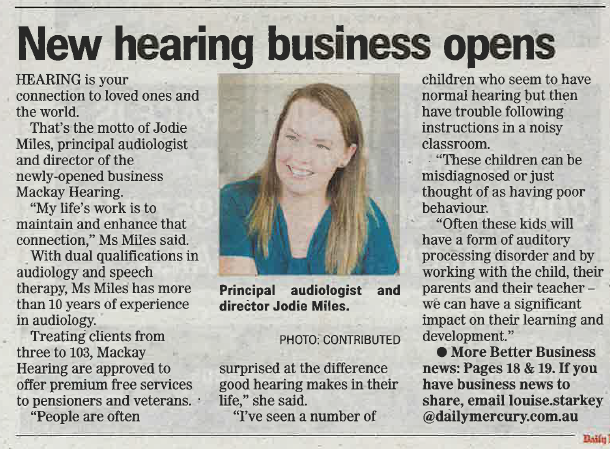 New hearing business opens
HEARING is your
connection to loved ones and
the world.
That's the motto of Jodie
Miles, principal audiologist
and director of the
newly-opened business
Mackay Hearing.
"My life's work is to
maintain and enhance that
connection," Ms Miles said.
With dual qualifications in
audiology and speech
therapy, Ms Miles has more
than 10 years of experience
in audiology.
Treating clients from
three to 103, Mackay
Hearing are approved to
offer premium free services
to pensioners and veterans.
"People are often
Principal audiologist and
director Jodie Miles.
PHOTO: CONTRIBUTED
surprised at the difference
good hearing makes in their
life," she said.
"I've seen a number of
children who seem to have
normal hearing but then
have trouble following
instructions in a noisy
classroom.
"These children can be
misdiagnosed or just
thought of as having poor
behaviour.
"Often these kids will
have a form of auditory
processing disorder and by
working with the child, their
parents and their teacher –
we can have a significant
impact on their learning and
development."
● More Better Business
news: Pages 18 & 19. If you
have business news to
share, email louise.starkey
@dailymercury.com.au
Daily